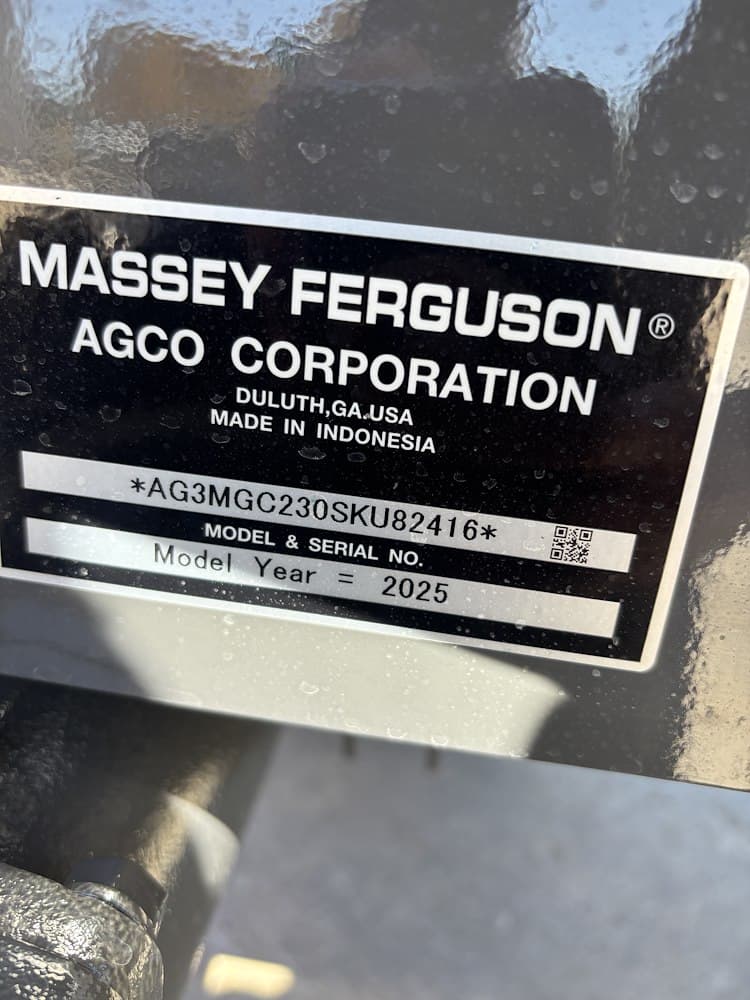 MASSEY FERGUSON®
AGCO CORPORATION
DULUTH,GA.USA
MADE IN INDONESIA
*AG3MGC230SKU82416*
MODEL & SERIAL NO.
Model Year = 2025